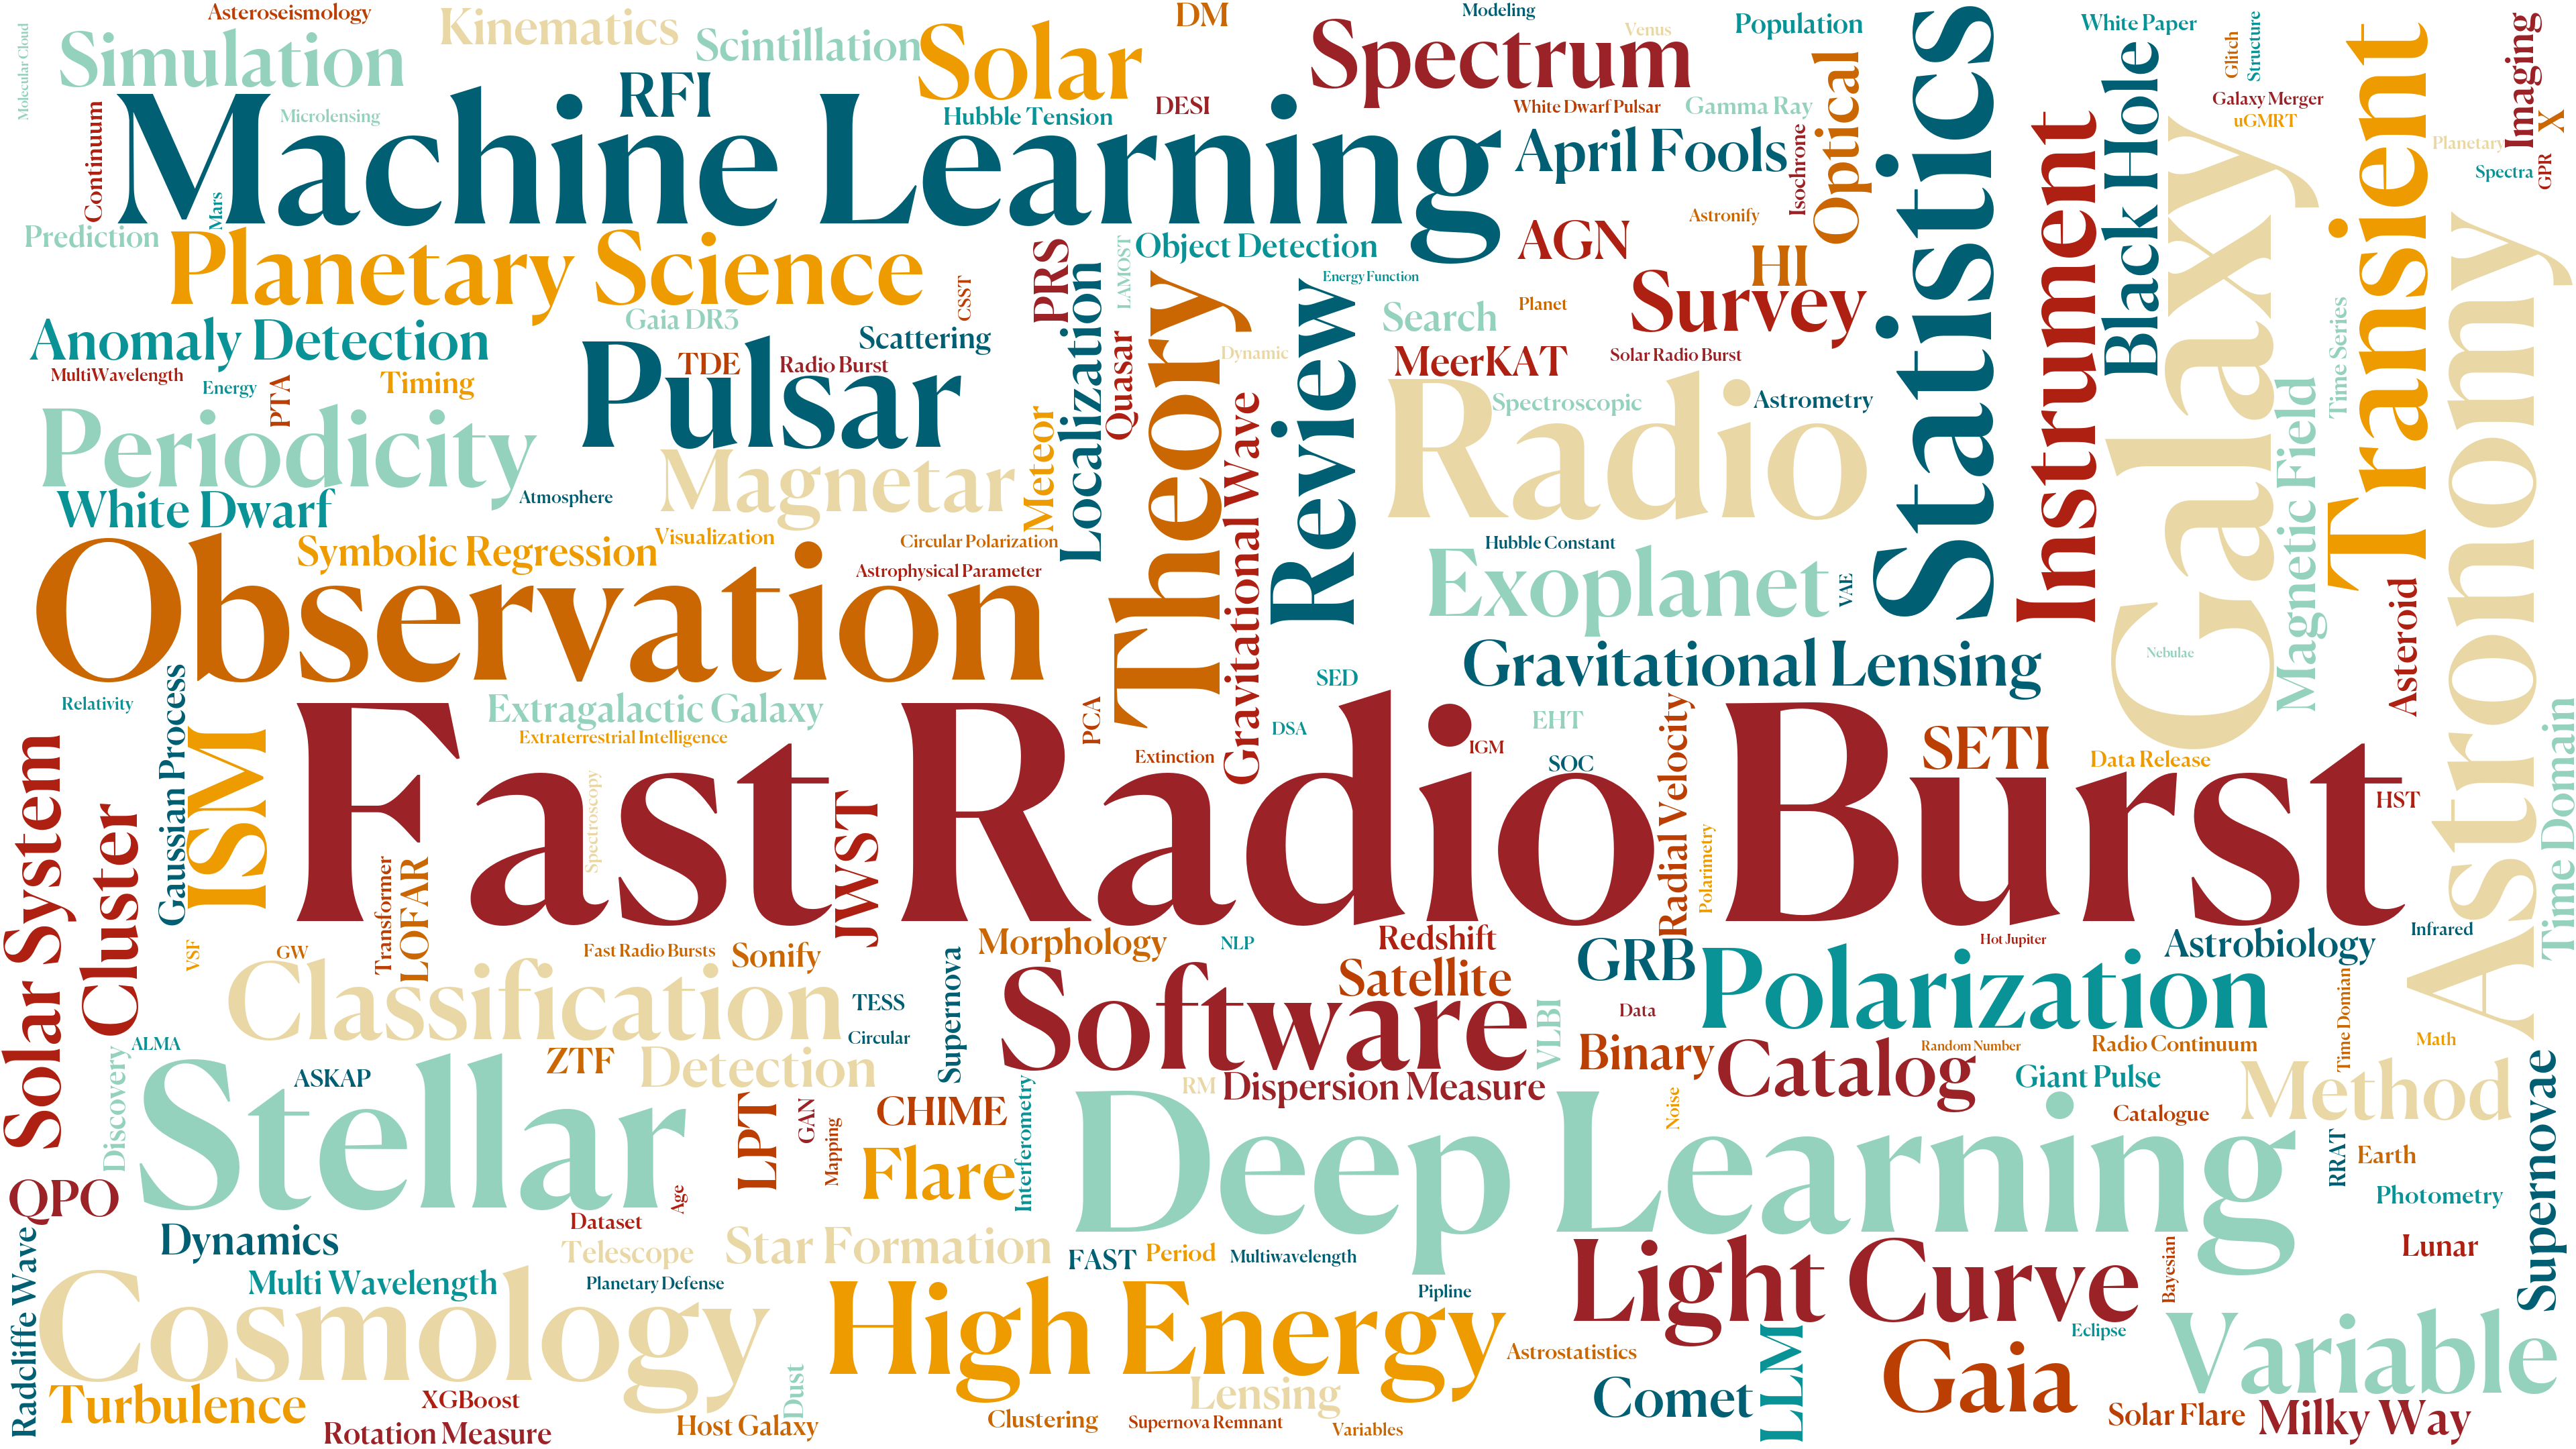 Asteroseismology
Kinematics
DM
Modeling
Molecular Cloud
Simulation
Scintillation
Solar
Spectrum
Venus
Population
White Paper
Glitch
Structure
Transient
Imaging
X
Continuum
Microlensing
RFI
Hubble Tension
DESI
White Dwarf Pulsar
Gamma Ray
Optical
Statistics
Black Hole
Galaxy Merger
uGMRT
Planetary
Spectra
GPR
Machine Learning
April Fools
Isochrone
Mars
Prediction
Planetary Science
CSST
PRS
LAMOST
Object Detection
Energy Function
AGN
Astronify
HI
Survey
Instrument
Galaxy
Time Series
Astronomy
Anomaly Detection
Gaia DR3
Scattering
Localization
Quasar
Theory
Dynamic
Review
Search
Planet
MeerKAT
Solar Radio Burst
MultiWavelength
Energy
PTA
Timing
Pulsar
TDE
Radio Burst
Spectroscopic
Astrometry
Radio
Periodicity
Magnetar
Meteor
Gravitational Wave
Magnetic Field
White Dwarf
Atmosphere
Symbolic Regression
Visualization
Circular Polarization
Astrophysical Parameter
Hubble Constant
Exoplanet
VAE
Asteroid
Observation
Gravitational Lensing
Nebulae
Relativity
Gaussian Process
Extragalactic Galaxy
Extraterrestrial Intelligence
PCA
Extinction
SED
DSA
EHT
IGM
SOC
Radial Velocity
SETI
Data Release
Time Domain
Solar System
Cluster
ISM
Fast Radio Burst
Spectroscopy
JWST
Polarimetry
HST
Transformer
LOFAR
VSF
GW
Fast Radio Bursts
Sonify
Morphology
NLP
Redshift
GRB
Hot Jupiter
Astrobiology
Infrared
Classification
TESS
Circular
Supernova
Software
Satellite
VLBI
Data
Polarization
Time Domian
ALMA
Discovery
ZTF
Detection
Binary
Catalog
Random Number
Radio Continuum
Math
Stellar
ASKAP
RM
Dispersion Measure
Noise
Giant Pulse
Method
LPT
GAN
Mapping
CHIME
Interferometry
Catalogue
Supernovae
QPO
Age
Flare
Deep Learning
RRAT
Earth
Photometry
Radcliffe Wave
Dynamics
Dataset
Telescope
Star Formation
FAST
Period
Multiwavelength
Light Curve
Bayesian
Lunar
Multi Wavelength
Planetary Defense
Pipline
Cosmology
High Energy
Astrostatistics
LLM
Eclipse
Variable
Dust
Lensing
Comet
Gaia
Turbulence
XGBoost
Rotation Measure
Host Galaxy
Clustering
Supernova Remnant
Variables
Solar Flare
Milky Way